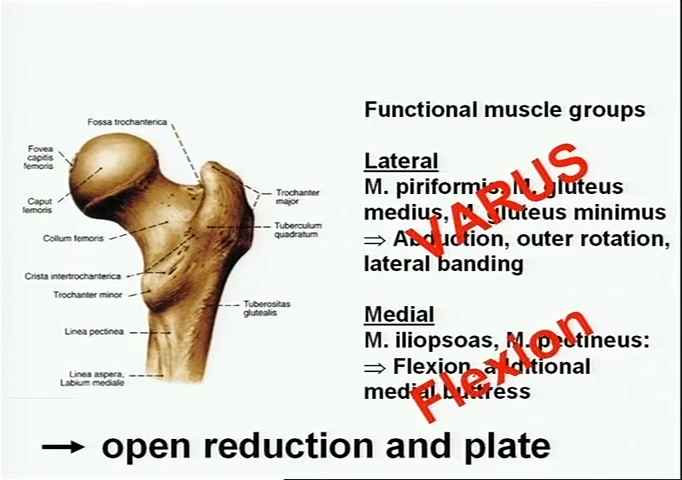 Fossa trochanterica
Fovea
capitis
femoris
Caput
femoris
Collum femoris
Crista intertrochanterica
Trochanter minor
Linea pectinea
Linea aspera,
Labium mediale
Trochanter
major
Tuberculum
quadratum
Tuberositas
glutealis
Functional muscle groups
Lateral
M. piriformis, M. gluteus
medius, M. gluteus minimus
⇒ Abduction, outer rotation,
lateral banding
VARUS
Medial
M. iliopsoas, M. pectineus:
⇒ Flexion, additional
medial buttress
Flexion
→ open reduction and plate